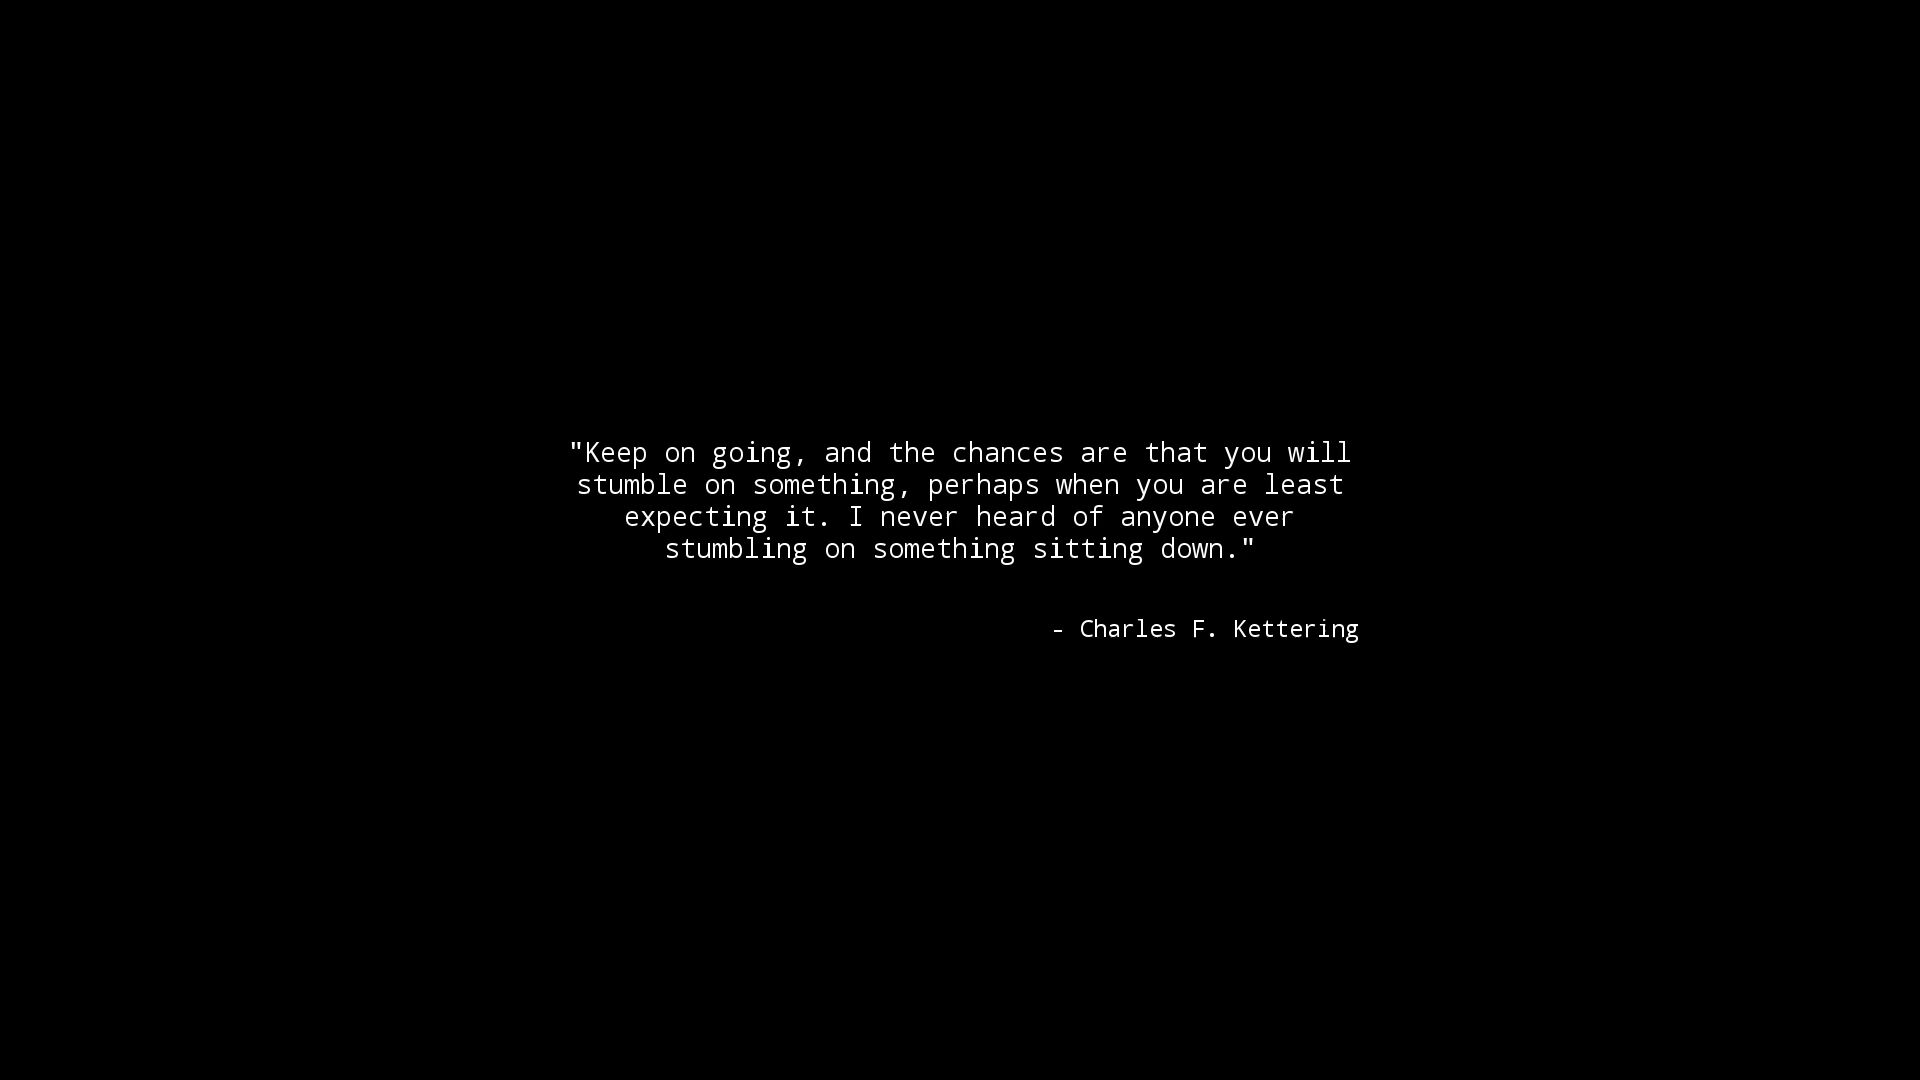 "Keep on going, and the chances are that you will
stumble on something, perhaps when you are least
expecting it. I never heard of anyone ever
stumbling on something sitting down."
- Charles F. Kettering